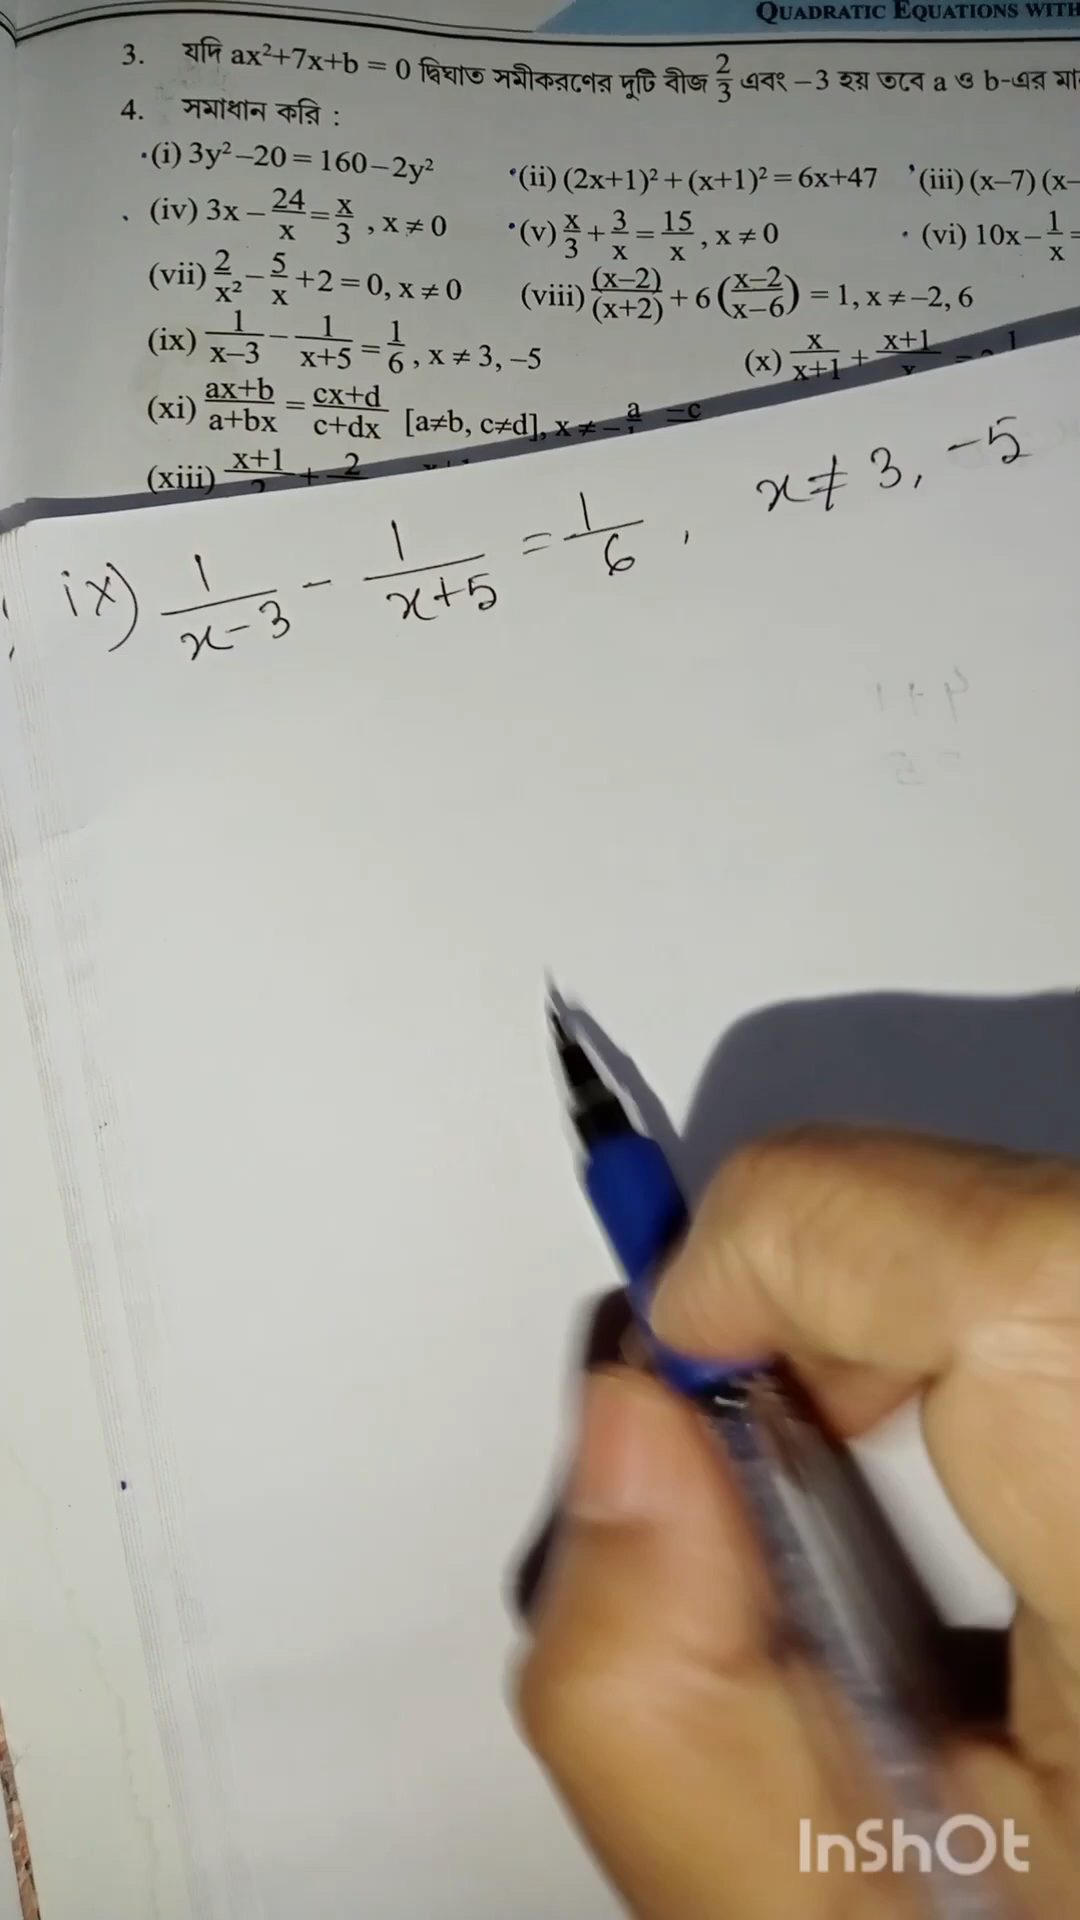 QUADRATIC EQUATIONS WITH
3. যদি ax²+7x+b = 0 দ্বিঘাত সমীকরণের দুটি বীজ 2/3 এবং –3 হয় তবে a ও b-এর
4. সমাধান করি :
(i) 3y²–20 = 160–2y² (ii) (2x+1)²+(x+1)² = 6x+47 (iii) (x–7) (x–
(iv) 3x – 24/x = x/3 , x ≠ 0 (v) x/3 + 3/x = 15/x , x ≠ 0 (vi) 10x – 1/x =
(vii) 2/x² – 5/x +2 = 0, x ≠ 0 (viii) (x–2)/(x+2) + 6 (x–2/x–6) = 1, x ≠ –2, 6
(ix) 1/x–3 – 1/x+5 = 1/6 , x ≠ 3, –5 (x) x/x+1 + x+1/x =
(xi) ax+b/a+bx = cx+d/c+dx [a≠b, c≠d], x ≠ –
(xiii) x+1/2 + 2
ix) 1/x-3 - 1/x+5 = 1/6 , x ≠ 3, -5
InShOt